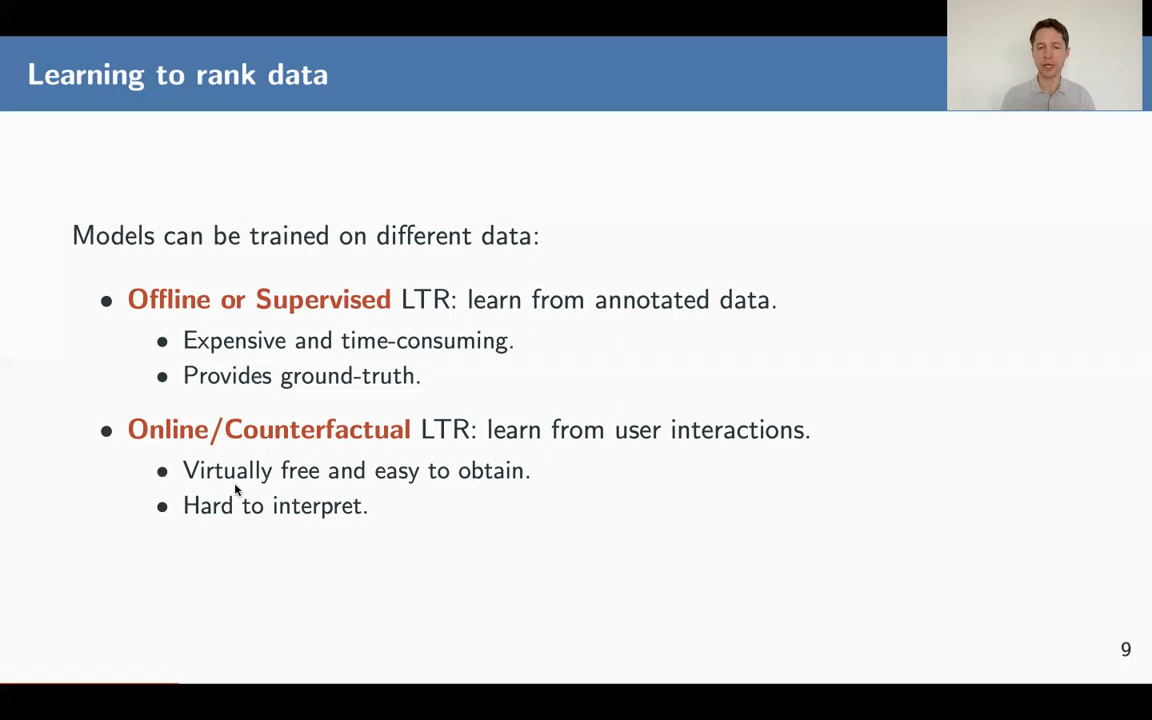 Learning to rank data
Models can be trained on different data:
• Offline or Supervised LTR: learn from annotated data.
• Expensive and time-consuming.
• Provides ground-truth.
• Online/Counterfactual LTR: learn from user interactions.
• Virtually free and easy to obtain.
• Hard to interpret.
9